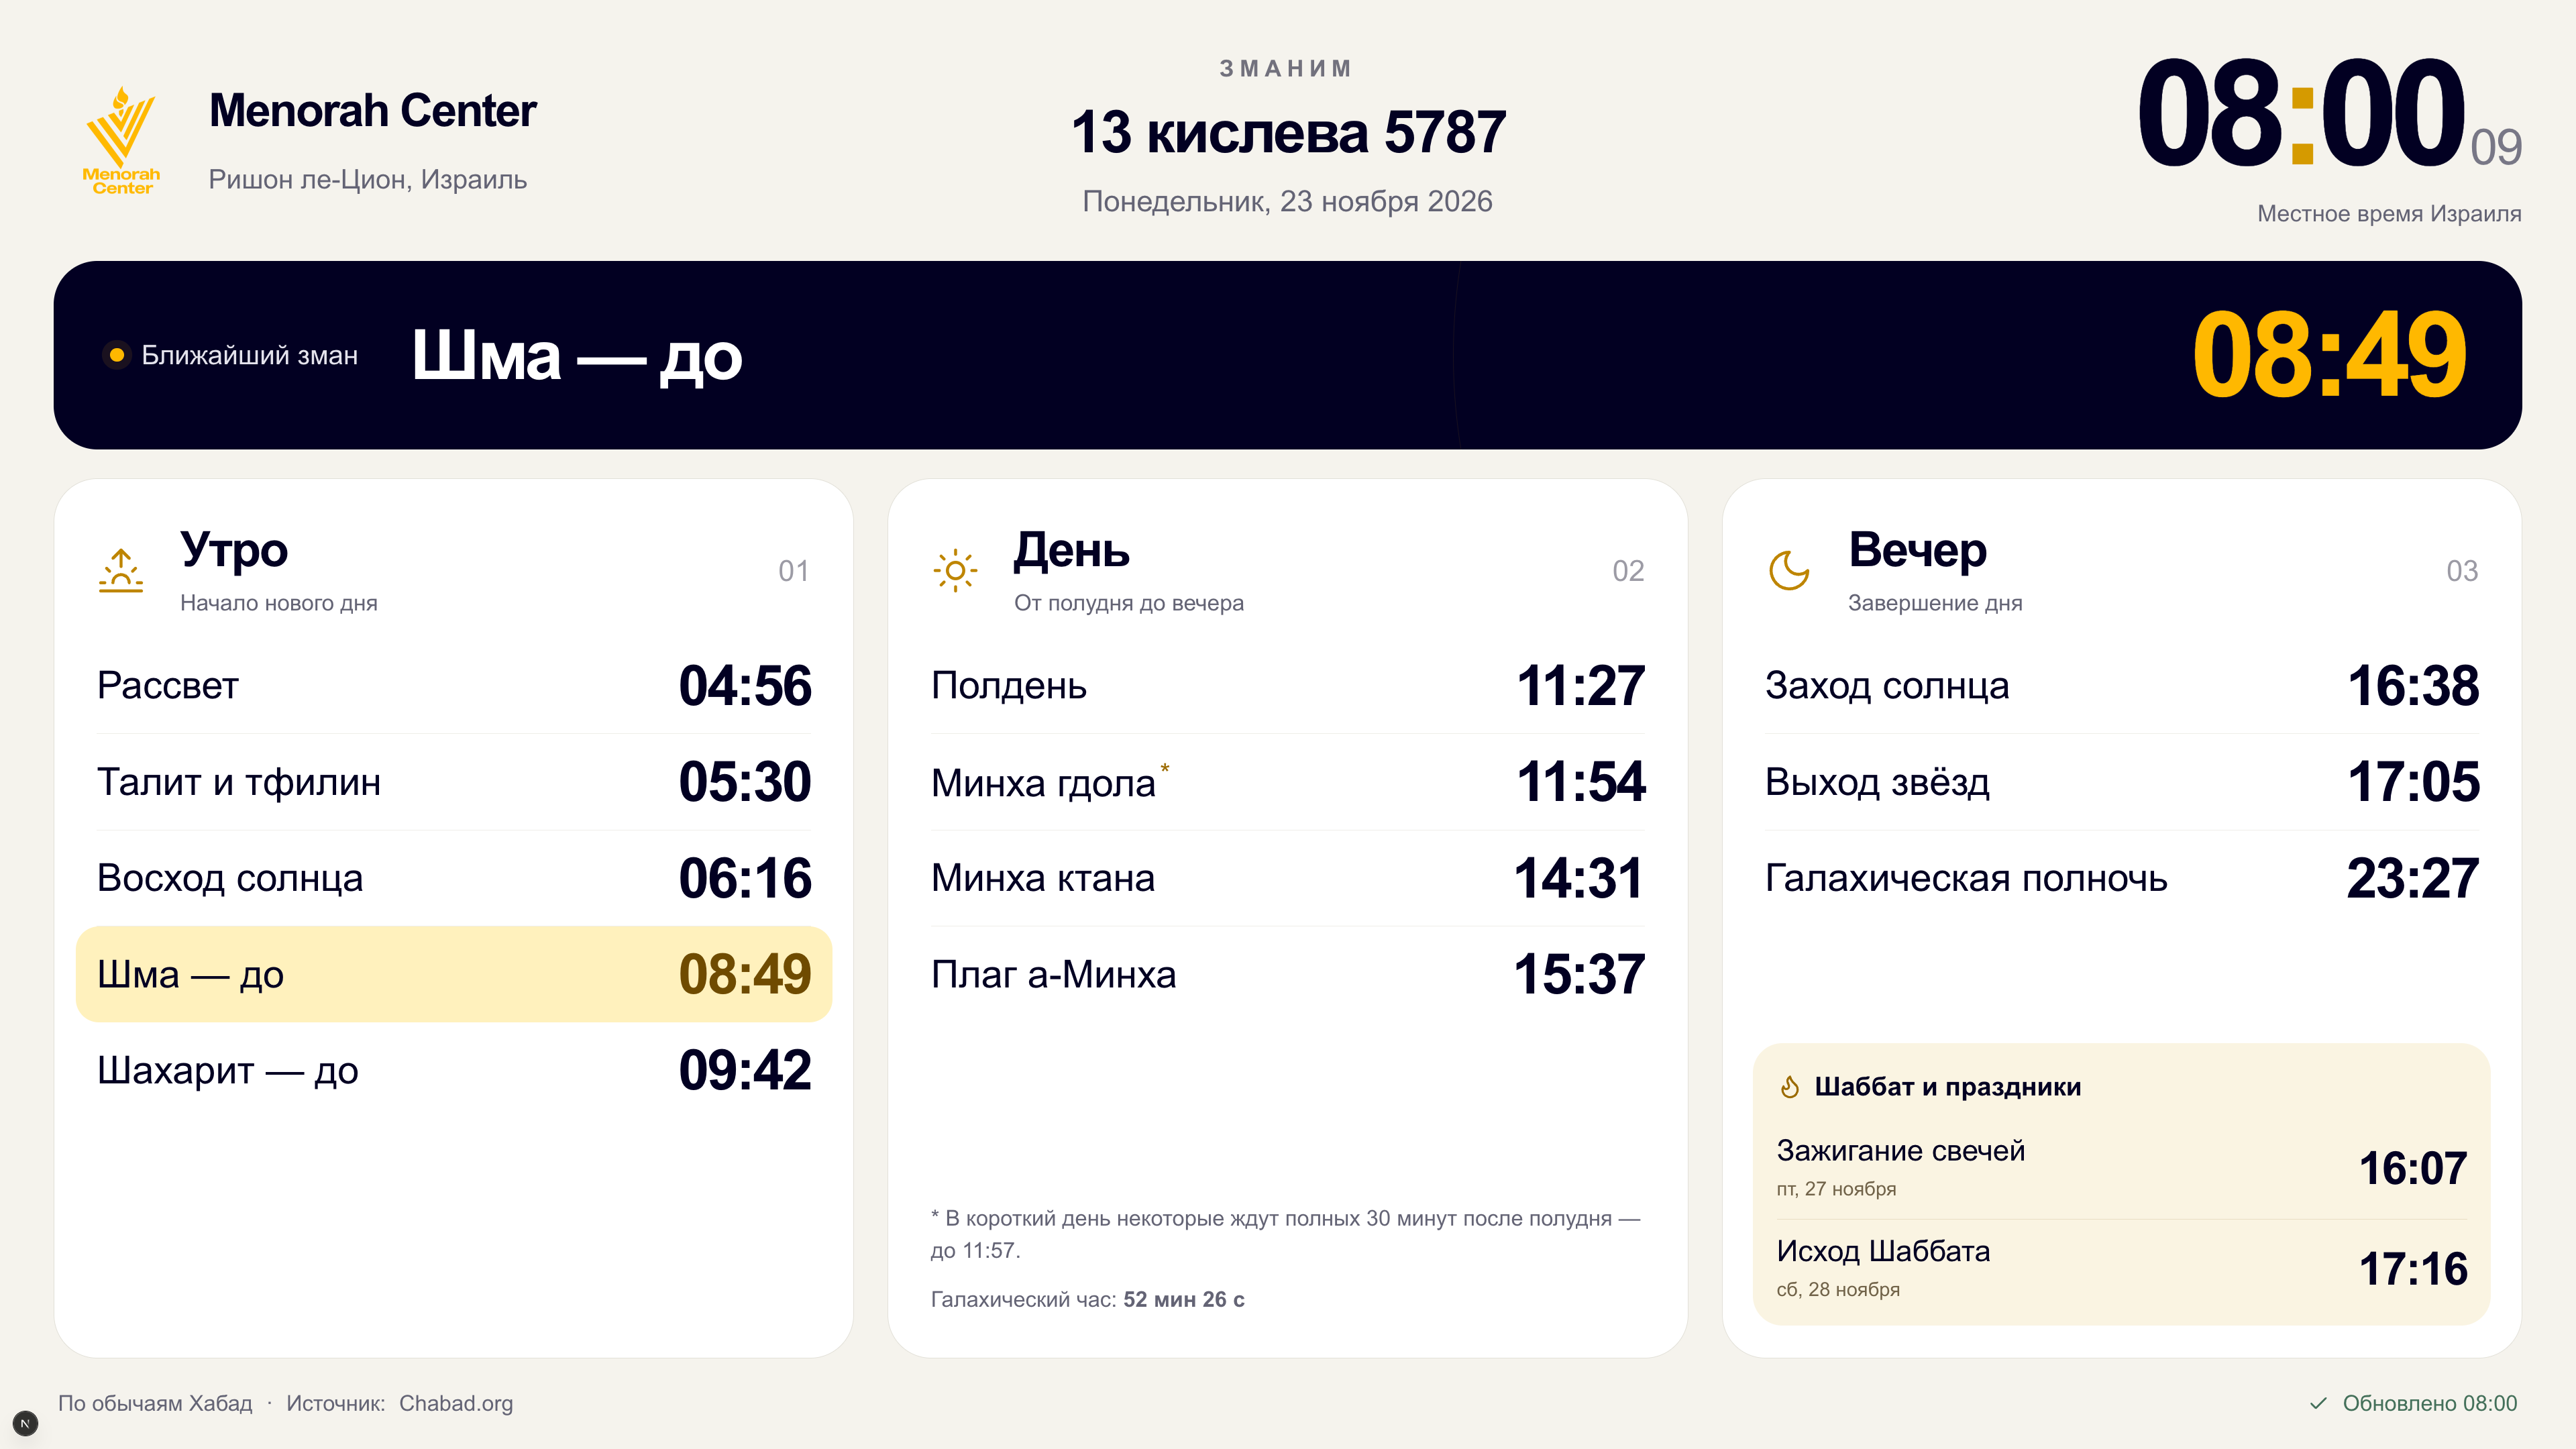 Menorah
Center
Menorah Center
Ришон ле-Цион, Израиль
ЗМАНИМ
13 кислева 5787
Понедельник, 23 ноября 2026
08:00 09
Местное время Израиля
Ближайший зман
Шма — до
08:49
Утро
Начало нового дня
01
Рассвет 04:56
Талит и тфилин 05:30
Восход солнца 06:16
Шма — до 08:49
Шахарит — до 09:42
День
От полудня до вечера
02
Полдень 11:27
Минха гдола* 11:54
Минха ктана 14:31
Плаг а-Минха 15:37
* В короткий день некоторые ждут полных 30 минут после полудня —
до 11:57.
Галахический час: 52 мин 26 с
Вечер
Завершение дня
03
Заход солнца 16:38
Выход звёзд 17:05
Галахическая полночь 23:27
Шаббат и праздники
Зажигание свечей
пт, 27 ноября
16:07
Исход Шаббата
сб, 28 ноября
17:16
По обычаям Хабад · Источник: Chabad.org
N
Обновлено 08:00